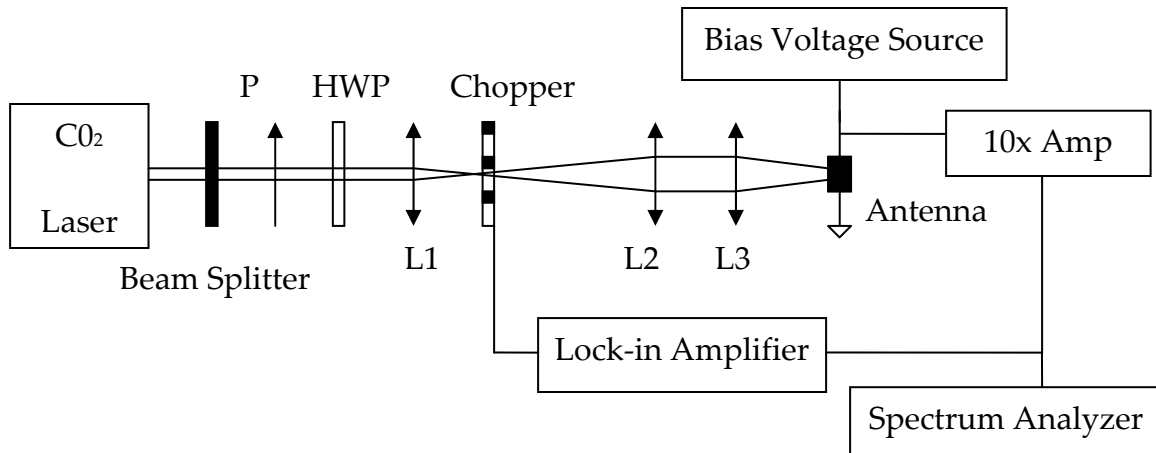 Bias Voltage Source
P
HWP
Chopper
C0₂
Laser
10x Amp
Antenna
L1
L2
L3
Beam Splitter
Lock-in Amplifier
Spectrum Analyzer